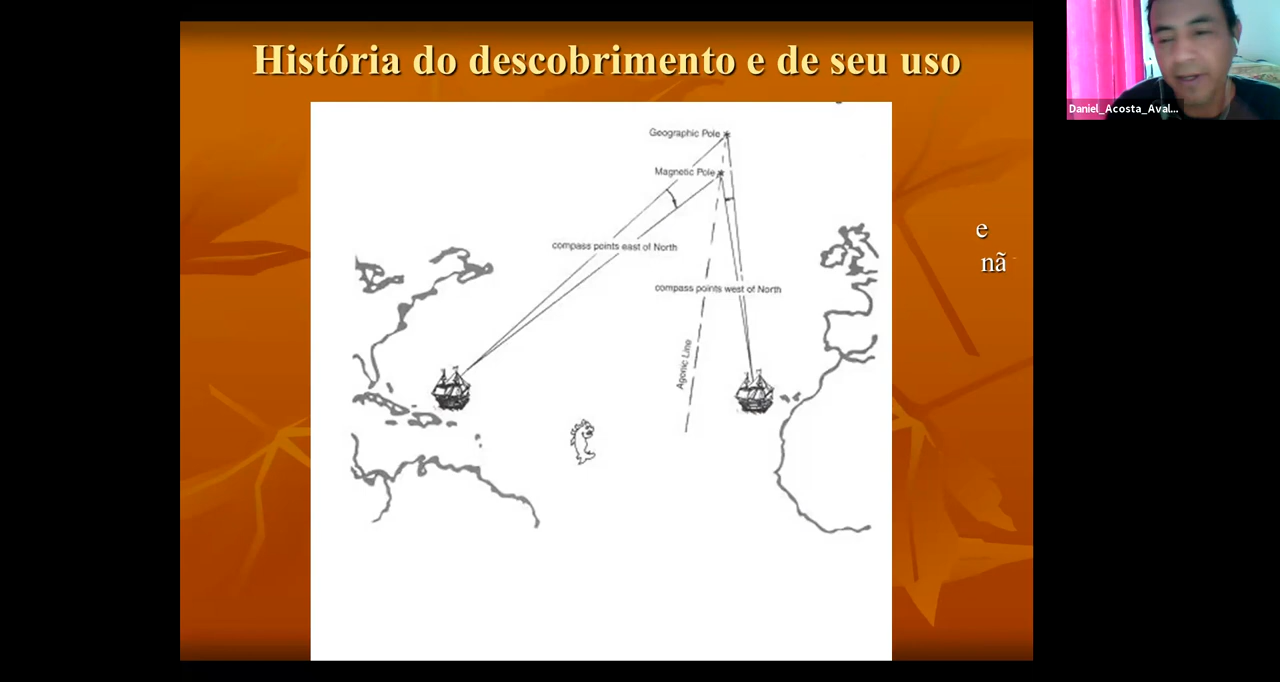 História do descobrimento e de seu uso
Daniel_Acosta_Aval...
Geographic Pole
Magnetic Pole
compass points east of North
compass points west of North
Agonic Line
e
nã